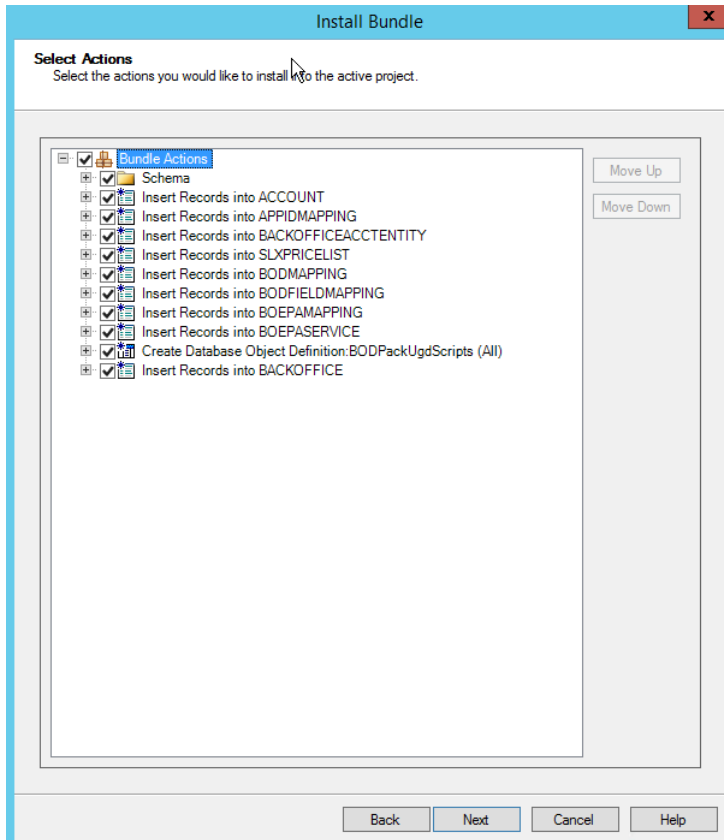 Install Bundle
x
Select Actions
Select the actions you would like to install into the active project.
Bundle Actions
Schema
Insert Records into ACCOUNT
Insert Records into APPIDMAPPING
Insert Records into BACKOFFICEACCTENTITY
Insert Records into SLXPRICELIST
Insert Records into BODMAPPING
Insert Records into BODFIELDMAPPING
Insert Records into BOEPAMAPPING
Insert Records into BOEPASERVICE
Create Database Object Definition:BODPackUgdScripts (All)
Insert Records into BACKOFFICE
Move Up
Move Down
Back Next Cancel Help